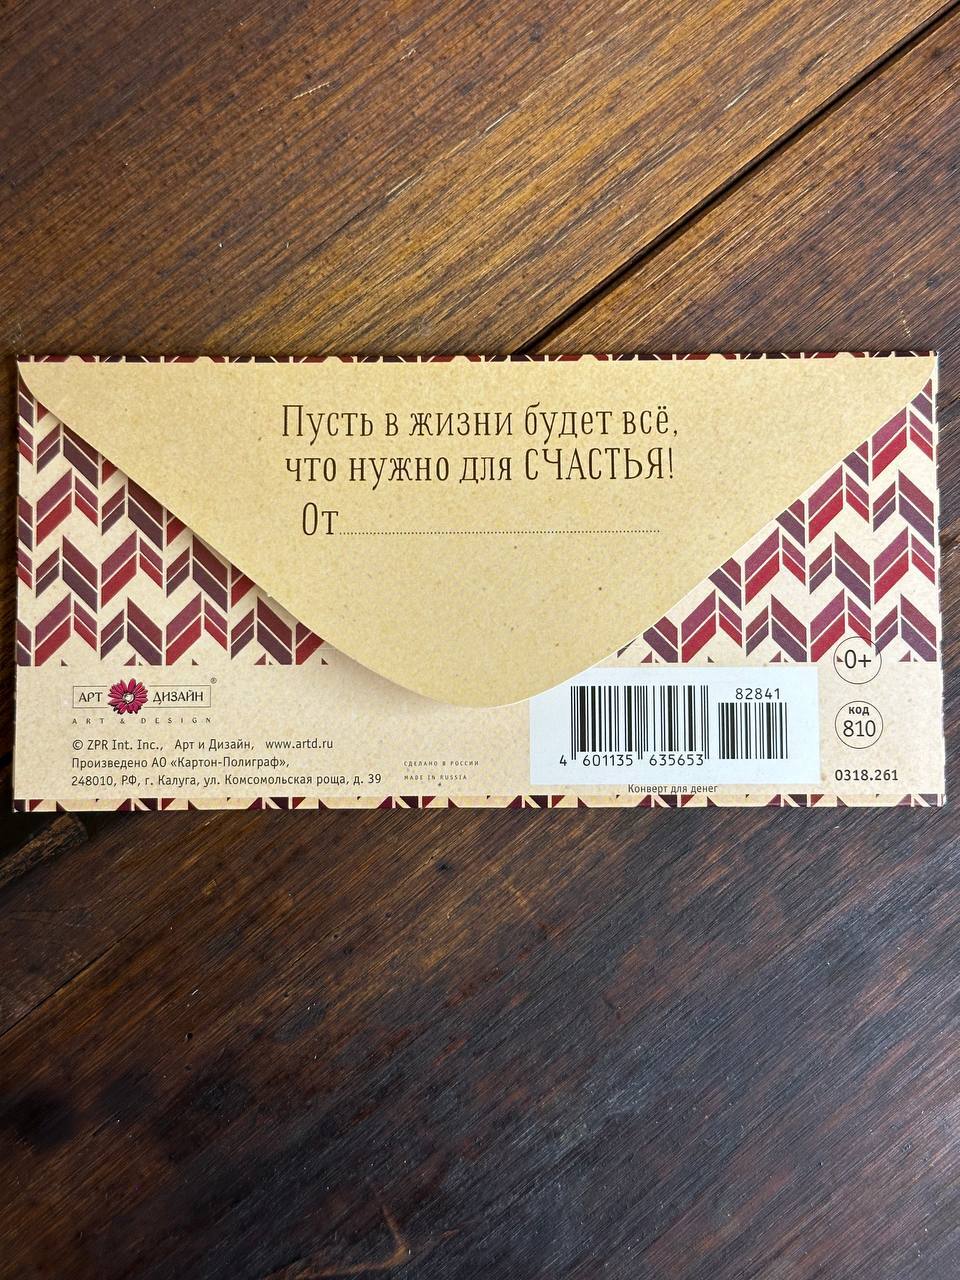 Пусть в жизни будет всё,
что нужно для СЧАСТЬЯ!
От
АРТ ДИЗАЙН ®
ART & DESIGN
© ZPR Int. Inc., Арт и Дизайн, www.artd.ru
Произведено АО «Картон-Полиграф»,
248010, РФ, г. Калуга, ул. Комсомольская роща, д. 39
СДЕЛАНО В РОССИИ
MADE IN RUSSIA
82841
4 601135 635653
Конверт для денег
0+
код
810
0318.261